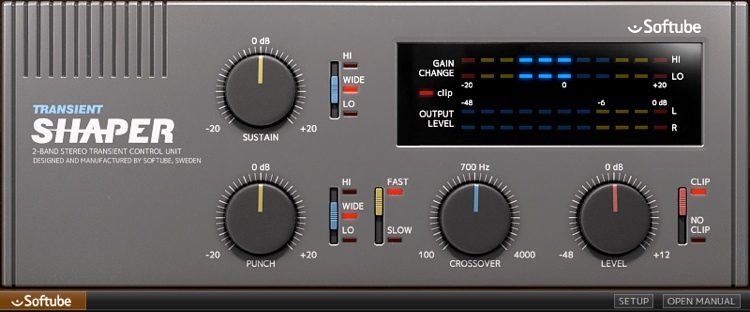 Softube
TRANSIENT
SHAPER
2-BAND STEREO TRANSIENT CONTROL UNIT
DESIGNED AND MANUFACTURED BY SOFTUBE, SWEDEN
0 dB
-20
+20
SUSTAIN
HI
WIDE
LO
GAIN
CHANGE
HI
LO
-20
0
+20
clip
-48
-6
0 dB
OUTPUT
LEVEL
L
R
0 dB
-20
+20
PUNCH
HI
WIDE
LO
FAST
SLOW
700 Hz
100
4000
CROSSOVER
0 dB
-48
+12
LEVEL
CLIP
NO
CLIP
Softube
SETUP
OPEN MANUAL